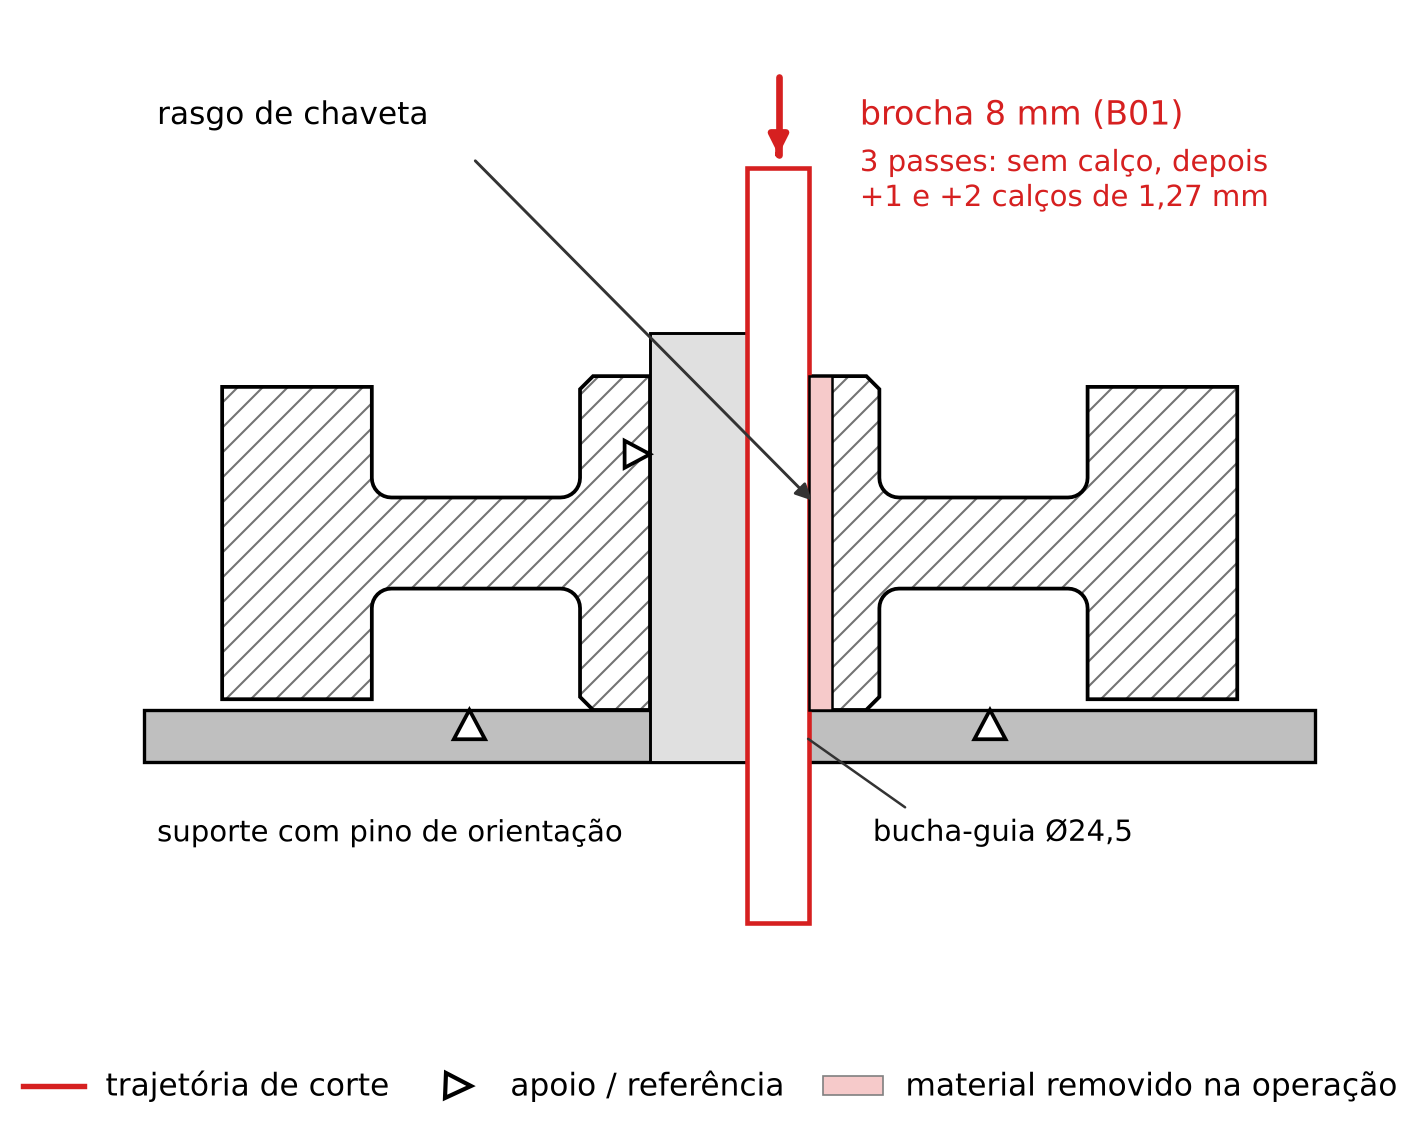 rasgo de chaveta
brocha 8 mm (B01)
3 passes: sem calço, depois
+1 e +2 calços de 1,27 mm
suporte com pino de orientação
bucha-guia Ø24,5
trajetória de corte
apoio / referência
material removido na operação